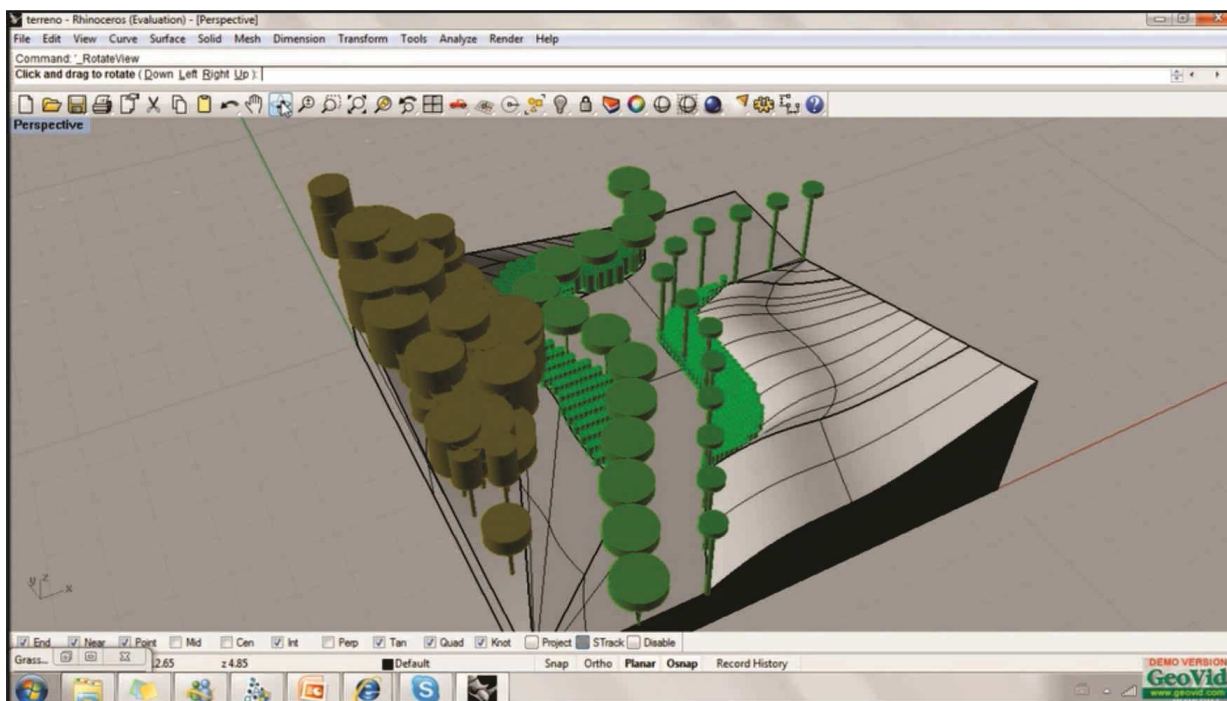 terreno - Rhinoceros (Evaluation) - [Perspective]
File Edit View Curve Surface Solid Mesh Dimension Transform Tools Analyze Render Help
Command: '_RotateView
Click and drag to rotate ( Down Left Right Up ):
Perspective
z
y
x
End Near Point Mid Cen Int Perp Tan Quad Knot Project STrack Disable
Grass... 2.65 z 4.85 Default Snap Ortho Planar Osnap Record History
DEMO VERSION
GeoVid
www.geovid.com